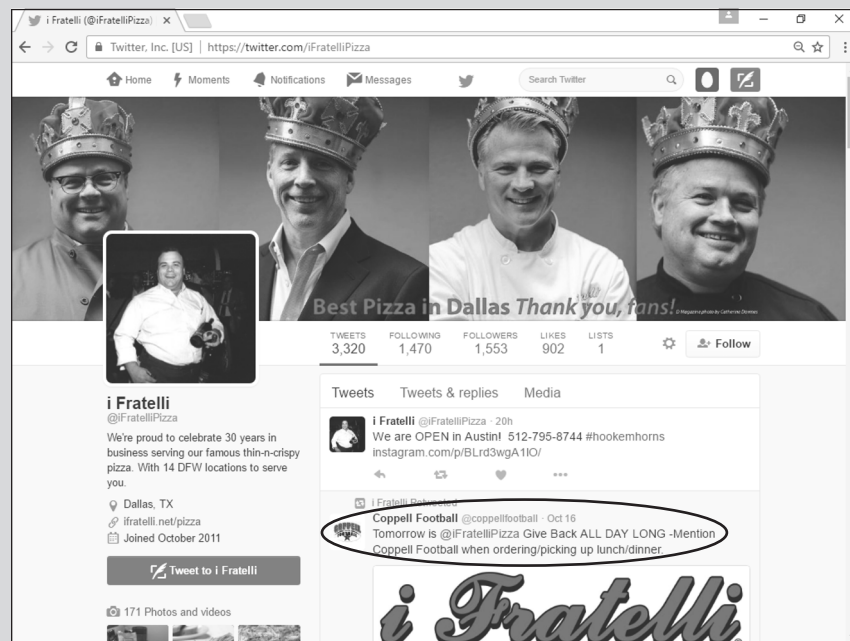 i Fratelli (@iFratelliPizza)
Twitter, Inc. [US] | https://twitter.com/iFratelliPizza
Home Moments Notifications Messages Search Twitter
Best Pizza in Dallas Thank you, fans!
D Magazine photo by Catherine Downes
TWEETS FOLLOWING FOLLOWERS LIKES LISTS
3,320 1,470 1,553 902 1
Follow
i Fratelli
@iFratelliPizza
We're proud to celebrate 30 years in
business serving our famous thin-n-crispy
pizza. With 14 DFW locations to serve
you.
Dallas, TX
ifratelli.net/pizza
Joined October 2011
Tweet to i Fratelli
171 Photos and videos
Tweets Tweets & replies Media
i Fratelli @iFratelliPizza · 20h
We are OPEN in Austin! 512-795-8744 #hookemhorns
instagram.com/p/BLrd3wgA1IO/
i Fratelli Retweeted
Coppell Football @coppellfootball · Oct 16
Tomorrow is @iFratelliPizza Give Back ALL DAY LONG -Mention
Coppell Football when ordering/picking up lunch/dinner.
i Fratelli